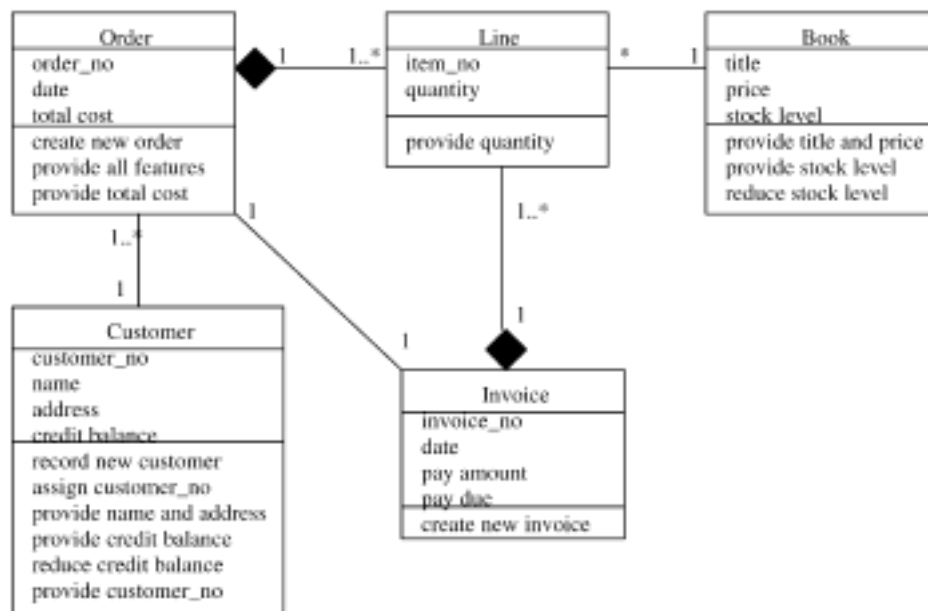 Order
order_no
date
total cost
create new order
provide all features
provide total cost
1
1..*
Line
item_no
quantity
provide quantity
*
1
Book
title
price
stock level
provide title and price
provide stock level
reduce stock level
1..*
1
1
1
1..*
1
Customer
customer_no
name
address
credit balance
record new customer
assign customer_no
provide name and address
provide credit balance
reduce credit balance
provide customer_no
Invoice
invoice_no
date
pay amount
pay due
create new invoice